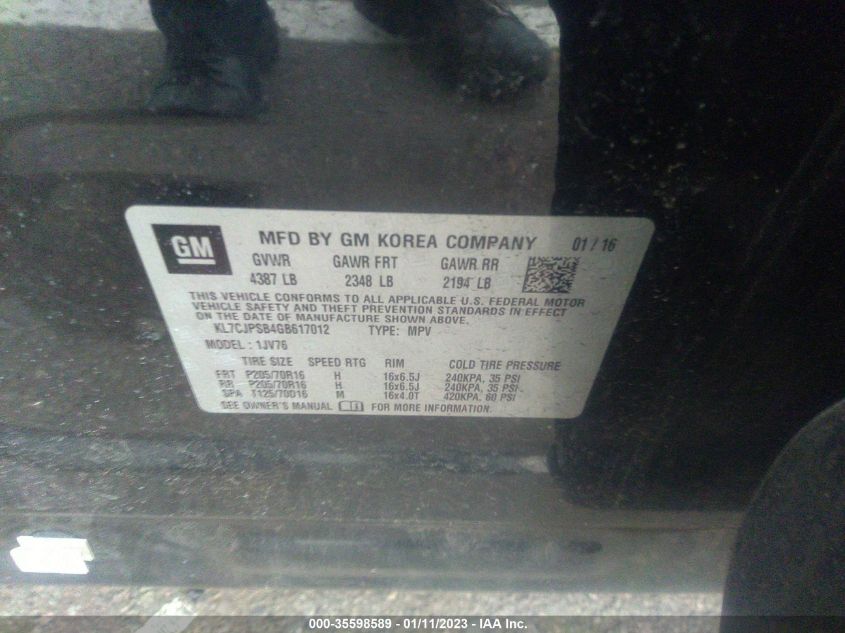 GM MFD BY GM KOREA COMPANY 01/16
GVWR GAWR FRT GAWR RR
4387 LB 2348 LB 2194 LB
THIS VEHICLE CONFORMS TO ALL APPLICABLE U.S. FEDERAL MOTOR
VEHICLE SAFETY AND THEFT PREVENTION STANDARDS IN EFFECT
ON THE DATE OF MANUFACTURE SHOWN ABOVE.
KL7CJPSB4GB617012 TYPE: MPV
MODEL : 1JV76
TIRE SIZE SPEED RTG RIM COLD TIRE PRESSURE
FRT P205/70R16 H 16x6.5J 240KPA, 35 PSI
RR P205/70R16 H 16x6.5J 240KPA, 35 PSI
SPA T125/70D16 M 16x4.0T 420KPA, 60 PSI
SEE OWNER'S MANUAL FOR MORE INFORMATION.
000-35598589 - 01/11/2023 - IAA Inc.